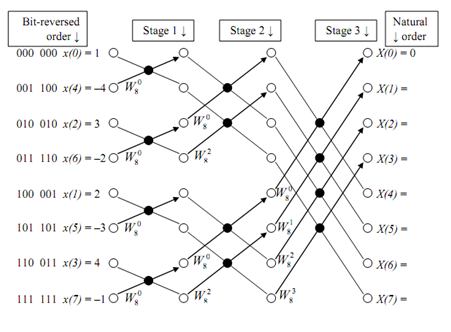 Bit-reversed order ↓ Stage 1 ↓ Stage 2 ↓ Stage 3 ↓ Natural ↓ order
000 000 x(0) = 1 X(0) = 0
001 100 x(4) = –4 W₈⁰ X(1) =
010 010 x(2) = 3 W₈⁰ X(2) =
011 110 x(6) = –2 W₈⁰ W₈² X(3) =
100 001 x(1) = 2 W₈⁰ X(4) =
101 101 x(5) = –3 W₈⁰ W₈¹ X(5) =
110 011 x(3) = 4 W₈⁰ W₈² X(6) =
111 111 x(7) = –1 W₈⁰ W₈² W₈³ X(7) =